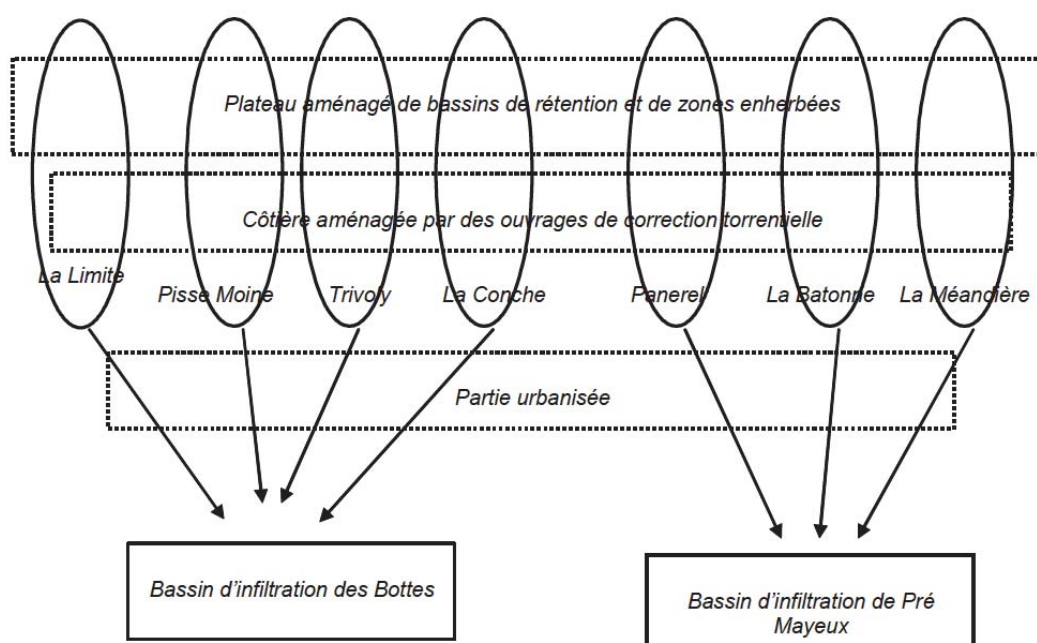 Plateau aménagé de bassins de rétention et de zones enherbées
Côtière aménagée par des ouvrages de correction torrentielle
La Limite
Pisse Moine
Trivoly
La Conche
Panerel
La Batonne
La Méandière
Partie urbanisée
Bassin d'infiltration des Bottes
Bassin d'infiltration de Pré
Mayeux